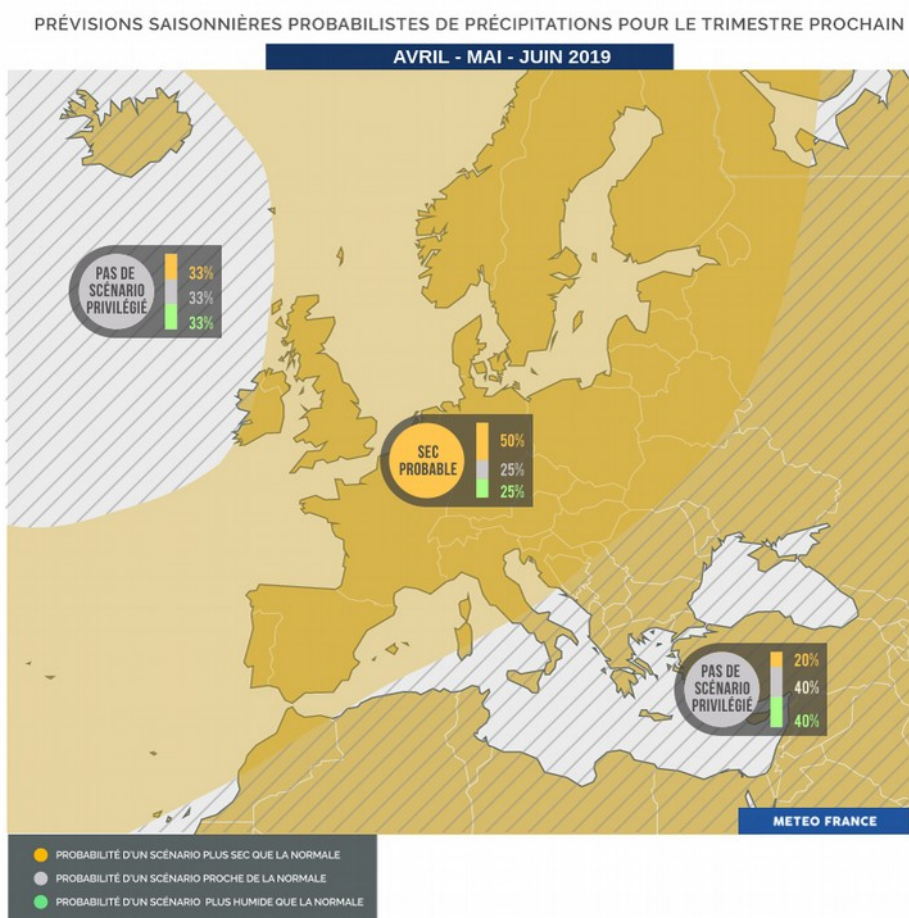 PRÉVISIONS SAISONNIÈRES PROBABILISTES DE PRÉCIPITATIONS POUR LE TRIMESTRE PROCHAIN
AVRIL - MAI - JUIN 2019
PAS DE
SCÉNARIO
PRIVILÉGIÉ
33%
33%
33%
SEC
PROBABLE
50%
25%
25%
PAS DE
SCÉNARIO
PRIVILÉGIÉ
20%
40%
40%
METEO FRANCE
PROBABILITÉ D'UN SCÉNARIO PLUS SEC QUE LA NORMALE
PROBABILITÉ D'UN SCÉNARIO PROCHE DE LA NORMALE
PROBABILITÉ D'UN SCÉNARIO PLUS HUMIDE QUE LA NORMALE